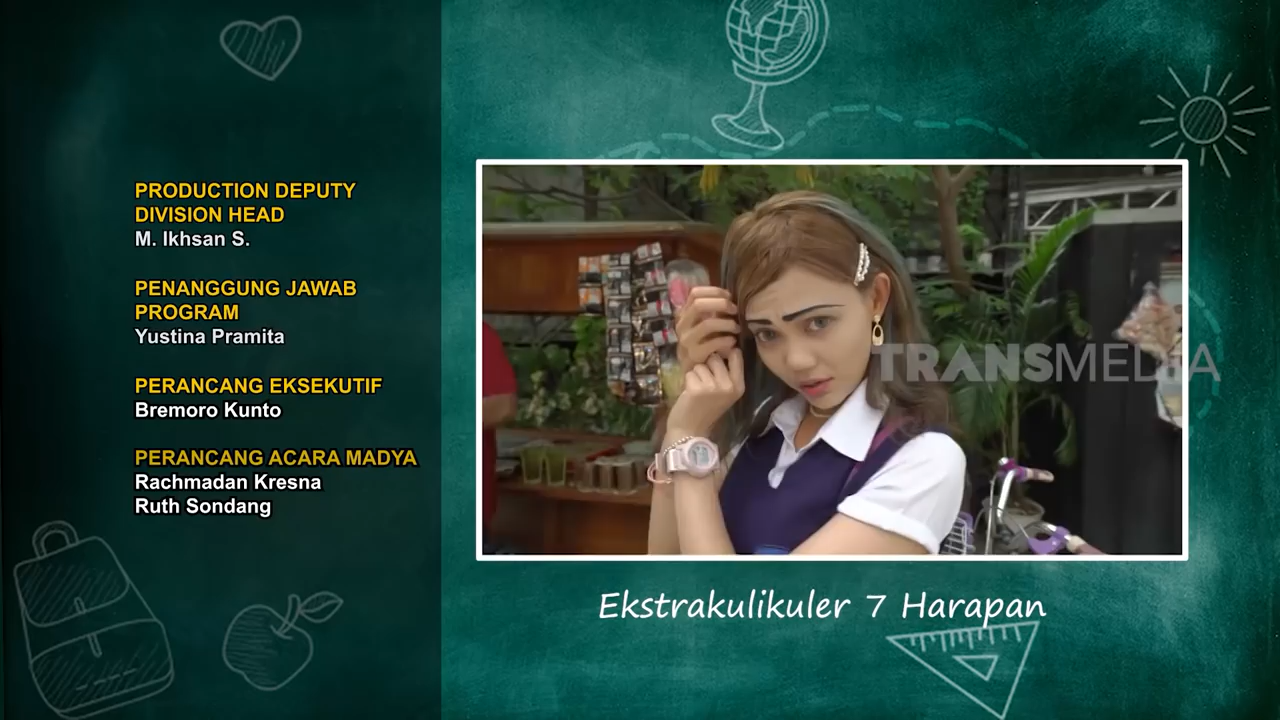 PRODUCTION DEPUTY
DIVISION HEAD
M. Ikhsan S.
PENANGGUNG JAWAB
PROGRAM
Yustina Pramita
PERANCANG EKSEKUTIF
Bremoro Kunto
PERANCANG ACARA MADYA
Rachmadan Kresna
Ruth Sondang
TRANSMEDIA
Ekstrakulikuler 7 Harapan